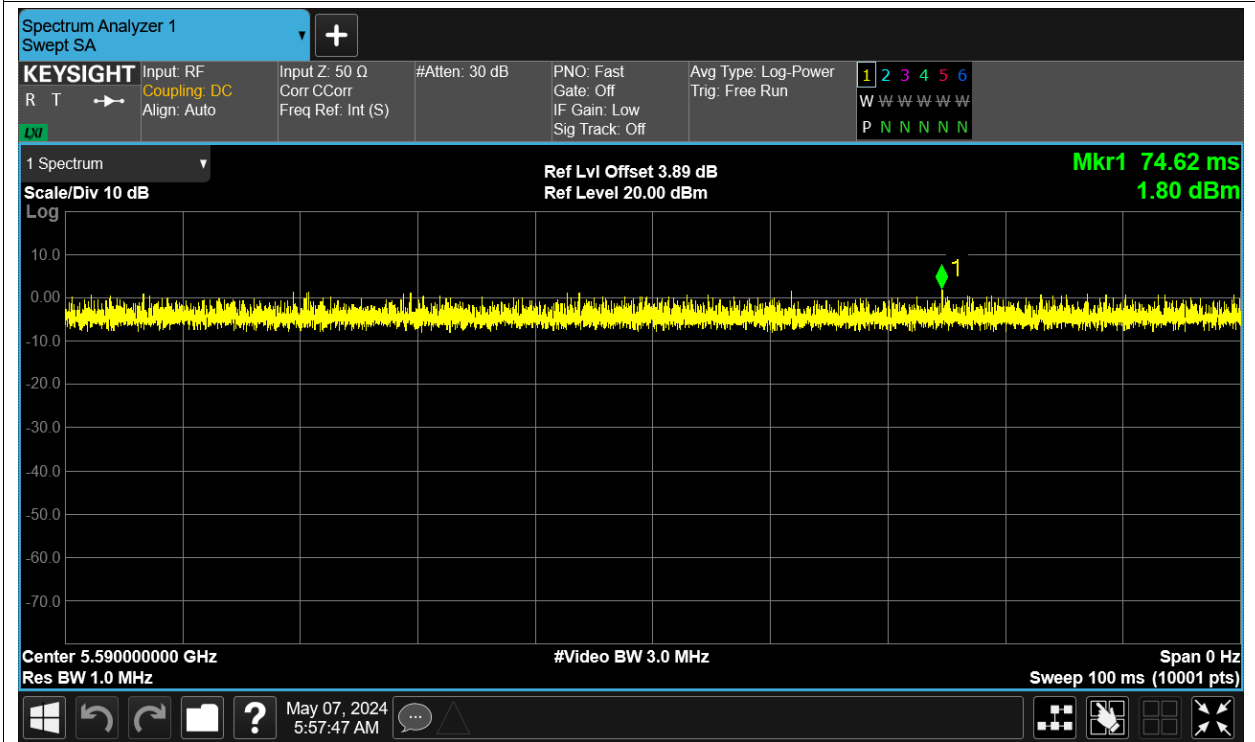 Spectrum Analyzer 1
Swept SA
KEYSIGHT
R T
LXI
Input: RF
Coupling: DC
Align: Auto
Input Z: 50 Ω
Corr CCorr
Freq Ref: Int (S)
#Atten: 30 dB
PNO: Fast
Gate: Off
IF Gain: Low
Sig Track: Off
Avg Type: Log-Power
Trig: Free Run
1 2 3 4 5 6
W W W W W W
P N N N N N
1 Spectrum
Scale/Div 10 dB
Log
Ref Lvl Offset 3.89 dB
Ref Level 20.00 dBm
Mkr1 74.62 ms
1.80 dBm
10.0
1
0.00
-10.0
-20.0
-30.0
-40.0
-50.0
-60.0
-70.0
Center 5.590000000 GHz
Res BW 1.0 MHz
#Video BW 3.0 MHz
Span 0 Hz
Sweep 100 ms (10001 pts)
?
May 07, 2024
5:57:47 AM